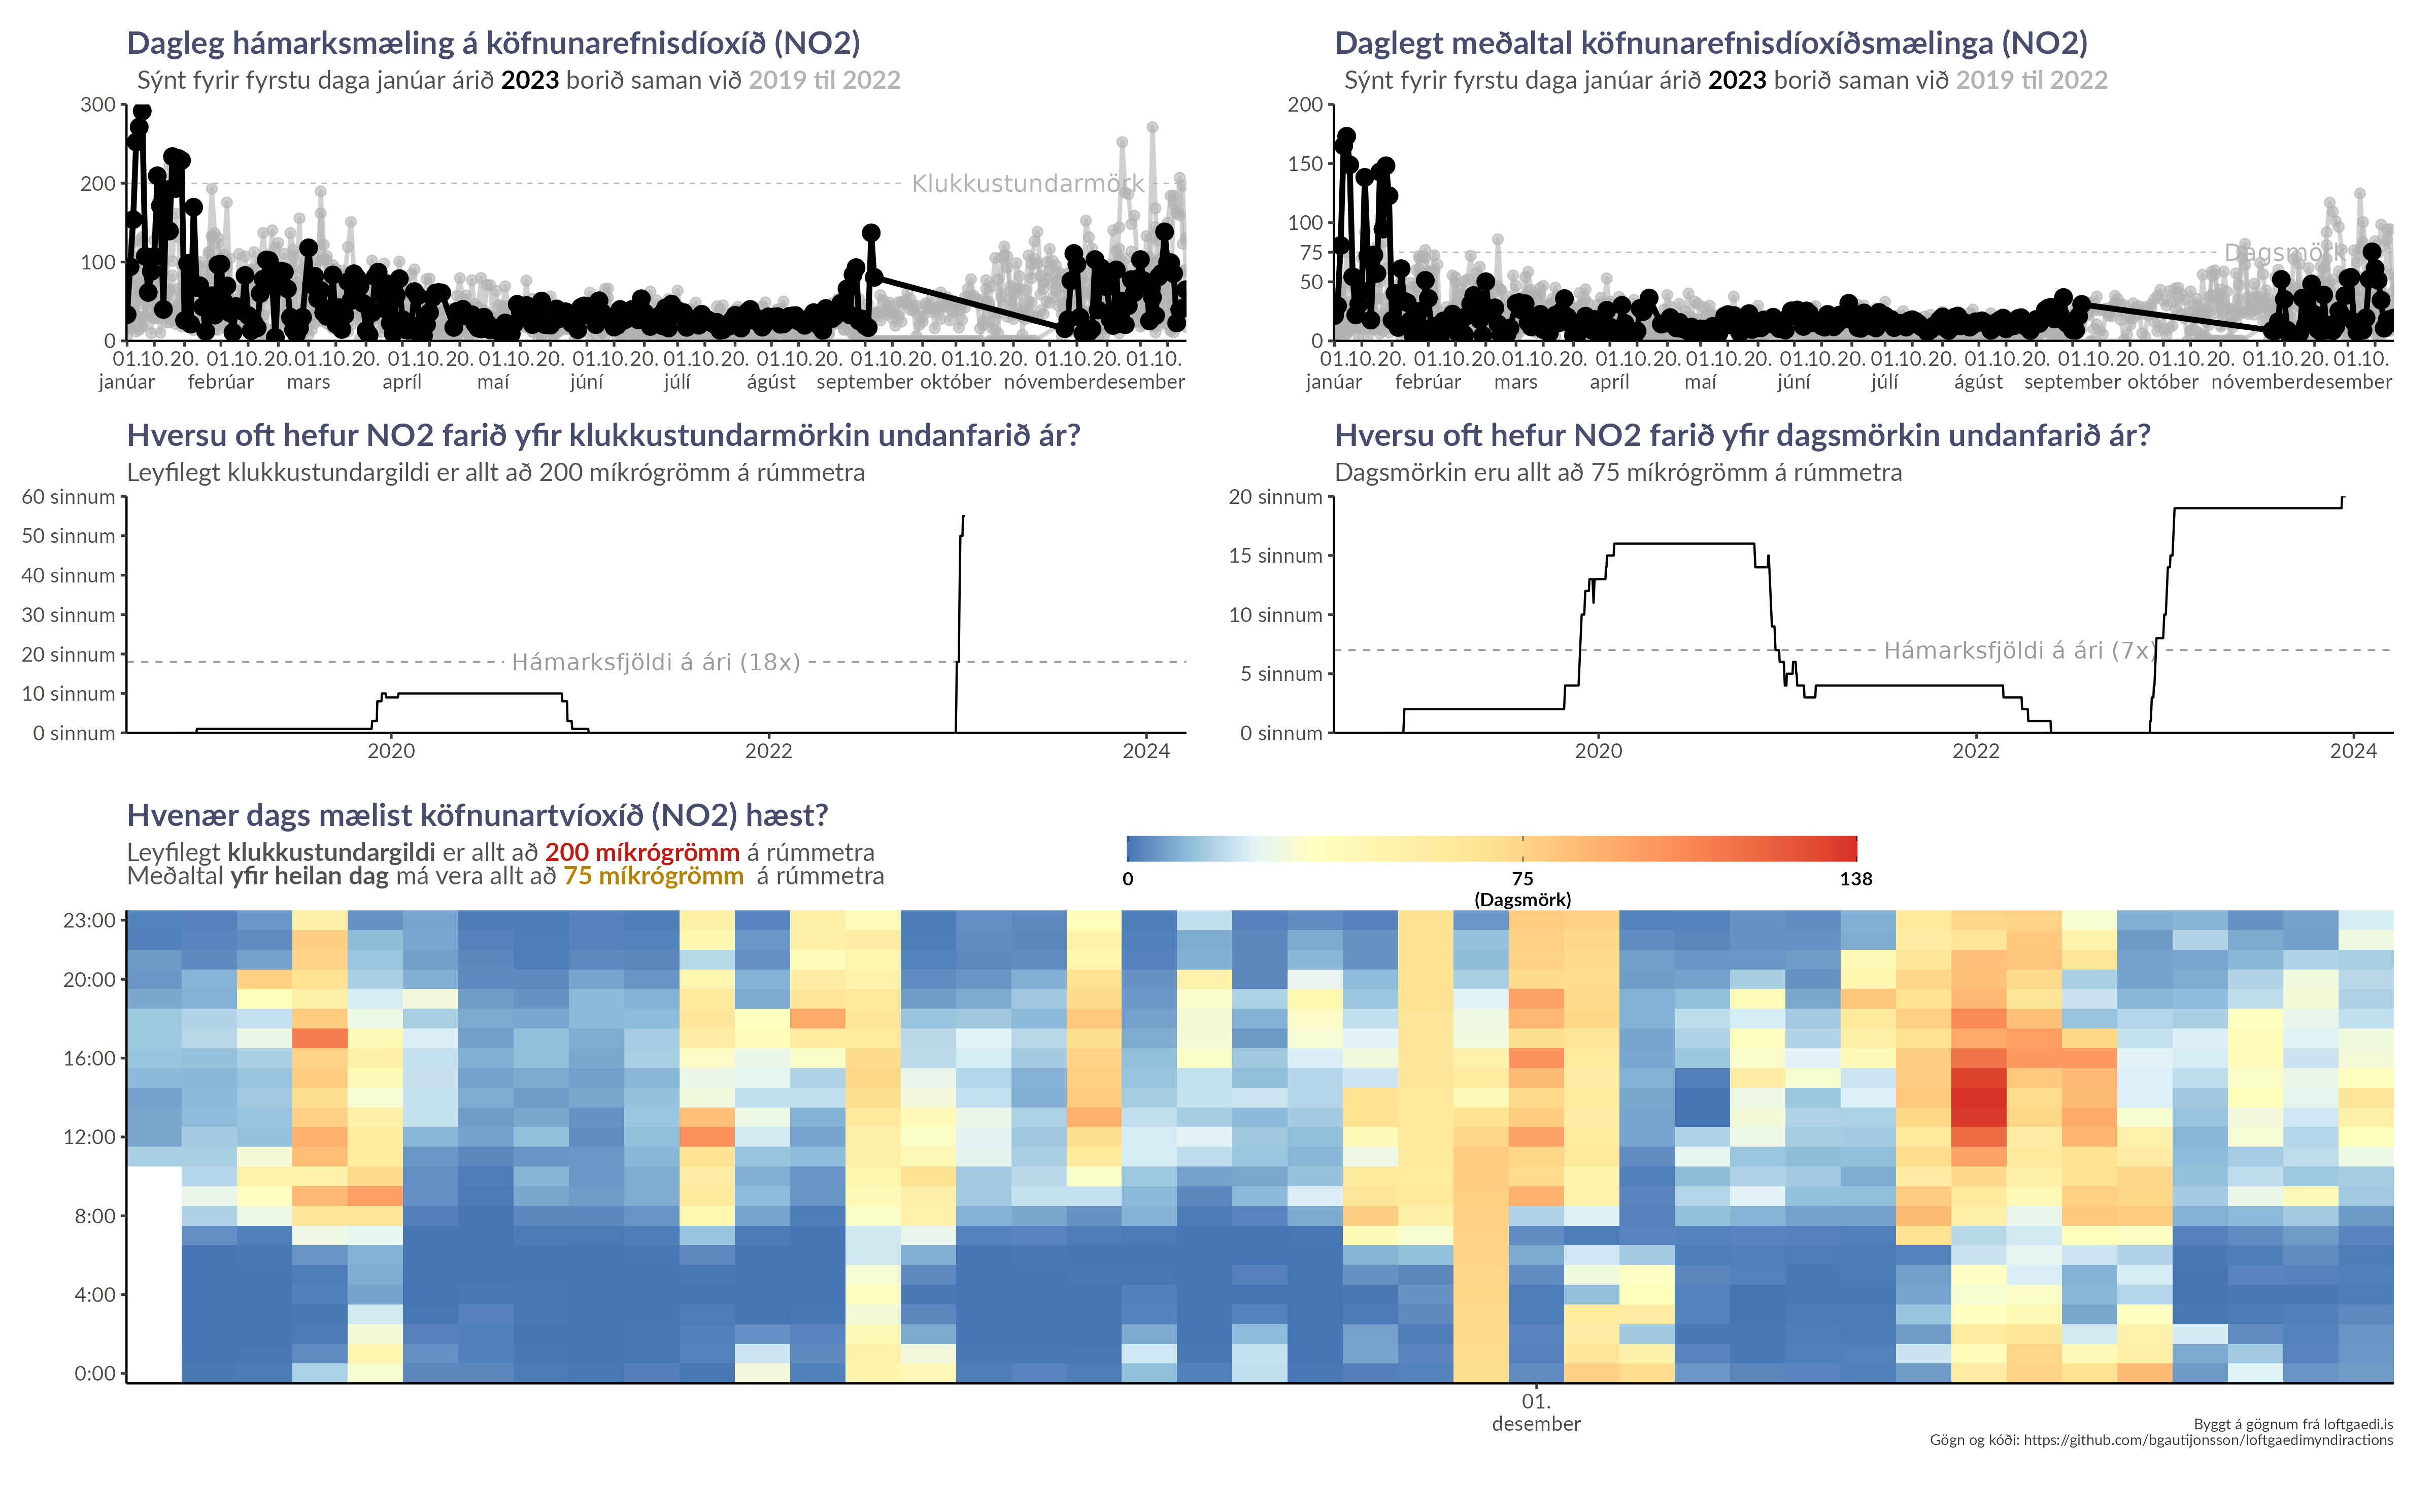 Dagleg hámarksmæling á köfnunarefnisdíoxíð (NO2)
Sýnt fyrir fyrstu daga janúar árið 2023 borið saman við 2019 til 2022
300
200
100
0
Klukkustundarmörk
01.10.20. 01.10.20. 01.10.20. 01.10.20. 01.10.20. 01.10.20. 01.10.20. 01.10.20. 01.10.20. 01.10.20. 01.10.20. 01.10.
janúar febrúar mars apríl maí júní júlí ágúst september október nóvember desember
Daglegt meðaltal köfnunarefnisdíoxíðsmælinga (NO2)
Sýnt fyrir fyrstu daga janúar árið 2023 borið saman við 2019 til 2022
200
150
100
75
50
0
Dagsmörk
01.10.20. 01.10.20. 01.10.20. 01.10.20. 01.10.20. 01.10.20. 01.10.20. 01.10.20. 01.10.20. 01.10.20. 01.10.20. 01.10.
janúar febrúar mars apríl maí júní júlí ágúst september október nóvember desember
Hversu oft hefur NO2 farið yfir klukkustundarmörkin undanfarið ár?
Leyfilegt klukkustundargildi er allt að 200 míkrógrömm á rúmmetra
60 sinnum
50 sinnum
40 sinnum
30 sinnum
20 sinnum
10 sinnum
0 sinnum
Hámarksfjöldi á ári (18x)
2020 2022 2024
Hversu oft hefur NO2 farið yfir dagsmörkin undanfarið ár?
Dagsmörkin eru allt að 75 míkrógrömm á rúmmetra
20 sinnum
15 sinnum
10 sinnum
5 sinnum
0 sinnum
Hámarksfjöldi á ári (7x)
2020 2022 2024
Hvenær dags mælist köfnunartvíoxíð (NO2) hæst?
Leyfilegt klukkustundargildi er allt að 200 míkrógrömm á rúmmetra
Meðaltal yfir heilan dag má vera allt að 75 míkrógrömm á rúmmetra
0 75 138
(Dagsmörk)
23:00
20:00
16:00
12:00
8:00
4:00
0:00
01.
desember
Byggt á gögnum frá loftgaedi.is
Gögn og kóði: https://github.com/bgautijonsson/loftgaedimyndiractions